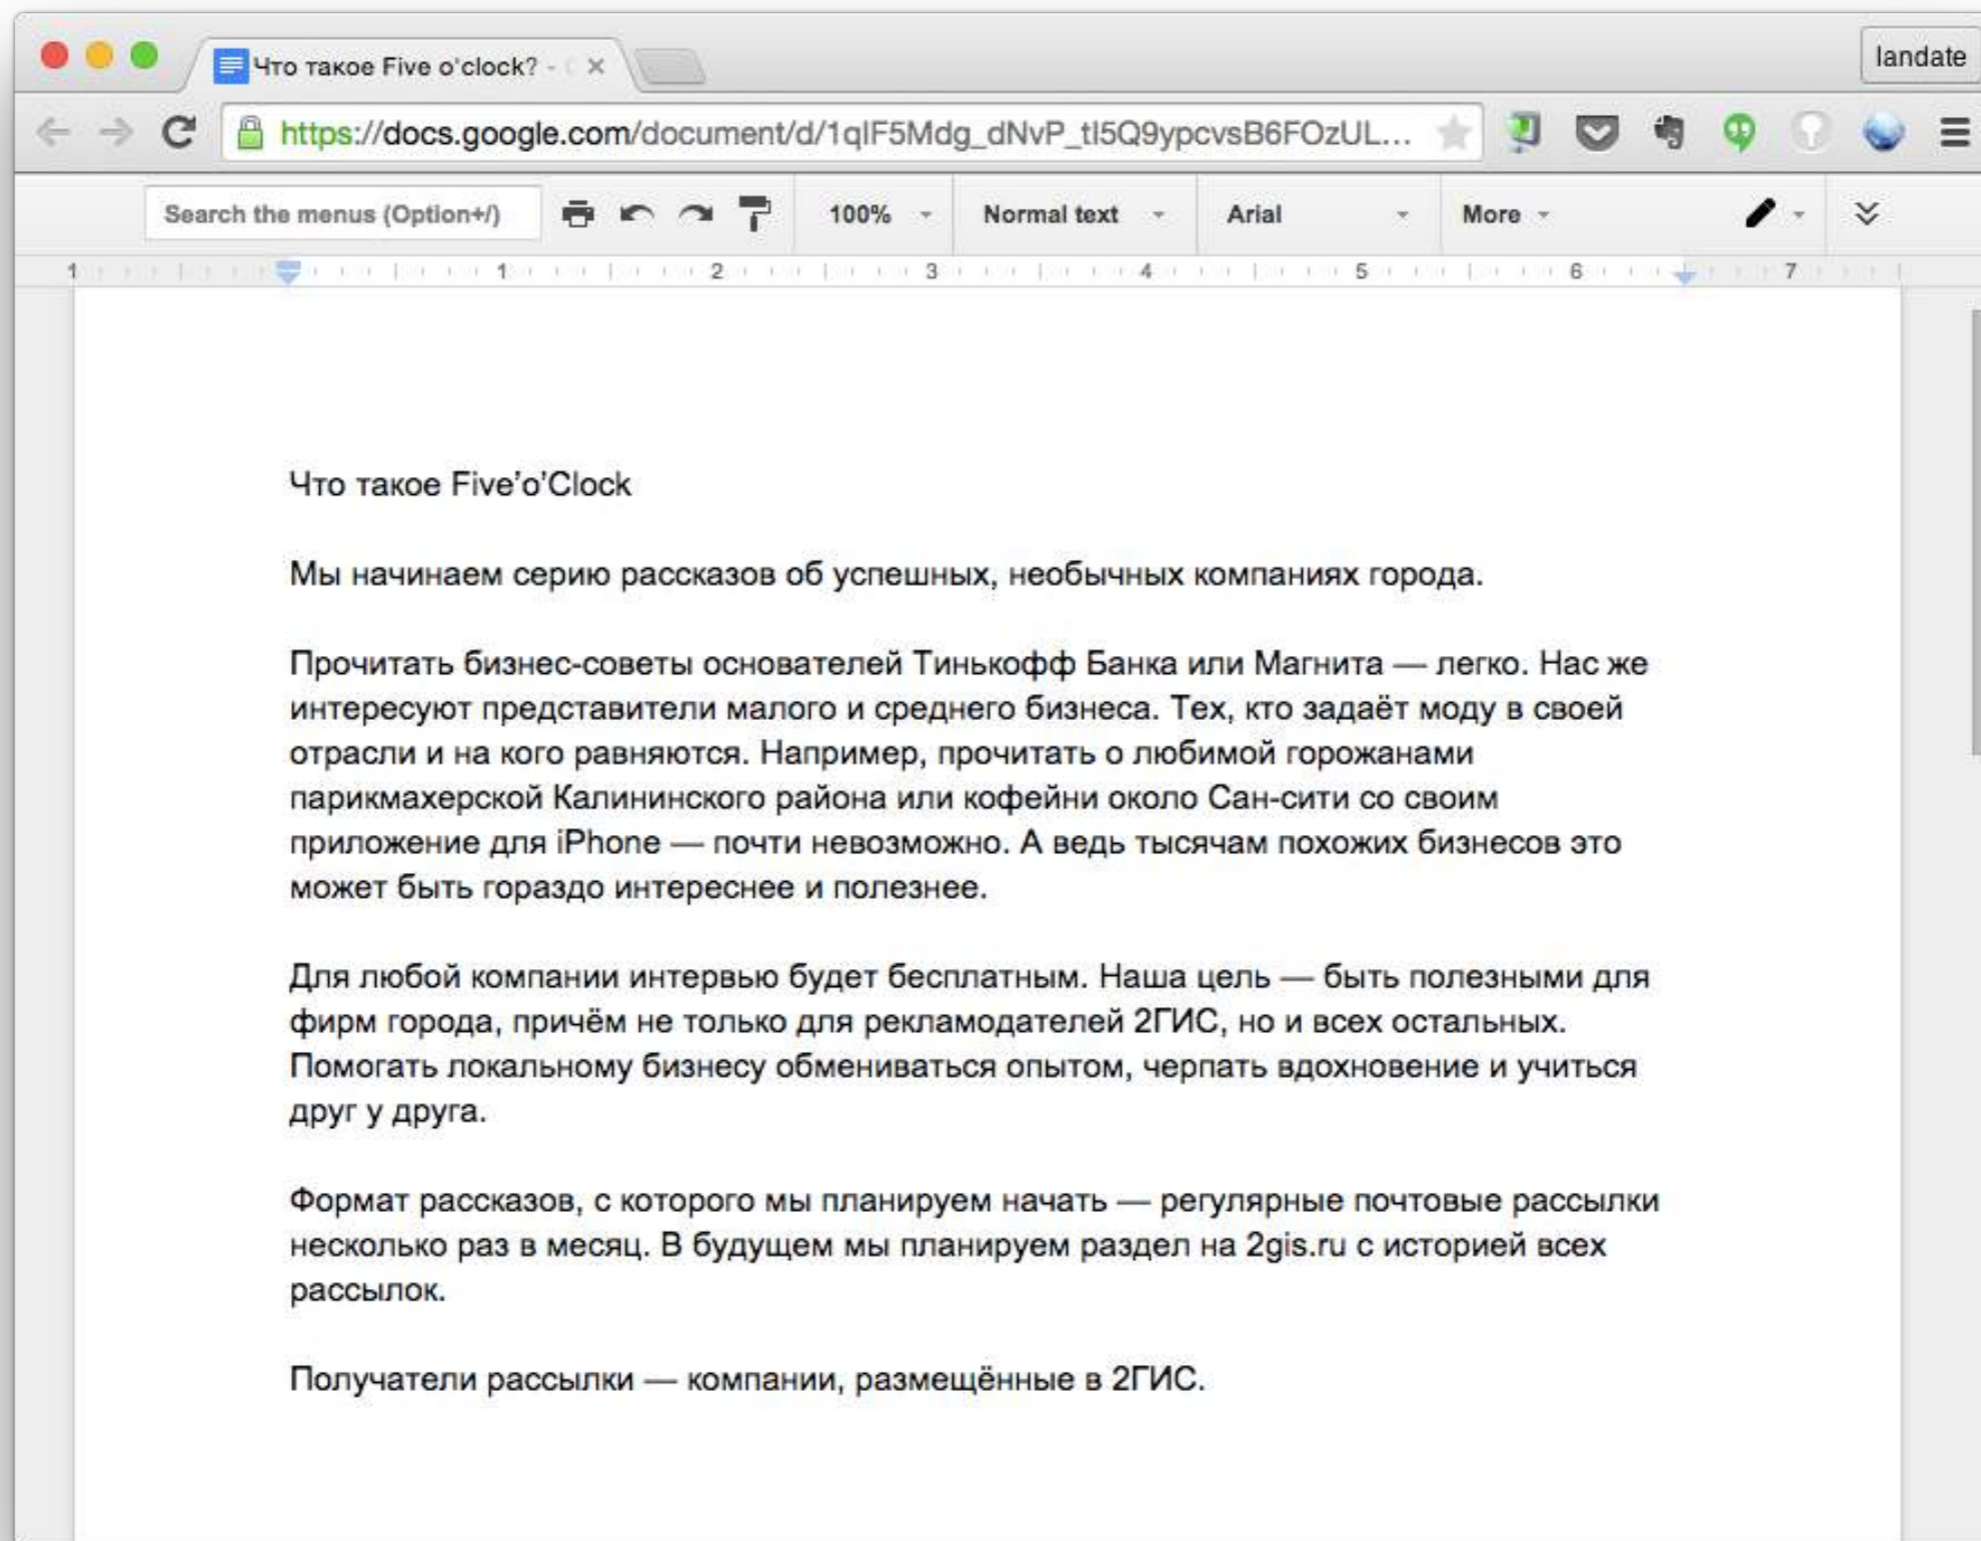 Что такое Five o'clock? -
landate
https://docs.google.com/document/d/1qlF5Mdg_dNvP_tI5Q9ypcvsB6FOzUL...
Search the menus (Option+/) 100% Normal text Arial More
1 1 2 3 4 5 6 7
Что такое Five’o’Clock
Мы начинаем серию рассказов об успешных, необычных компаниях города.
Прочитать бизнес-советы основателей Тинькофф Банка или Магнита — легко. Нас же
интересуют представители малого и среднего бизнеса. Тех, кто задаёт моду в своей
отрасли и на кого равняются. Например, прочитать о любимой горожанами
парикмахерской Калининского района или кофейни около Сан-сити со своим
приложение для iPhone — почти невозможно. А ведь тысячам похожих бизнесов это
может быть гораздо интереснее и полезнее.
Для любой компании интервью будет бесплатным. Наша цель — быть полезными для
фирм города, причём не только для рекламодателей 2ГИС, но и всех остальных.
Помогать локальному бизнесу обмениваться опытом, черпать вдохновение и учиться
друг у друга.
Формат рассказов, с которого мы планируем начать — регулярные почтовые рассылки
несколько раз в месяц. В будущем мы планируем раздел на 2gis.ru с историей всех
рассылок.
Получатели рассылки — компании, размещённые в 2ГИС.